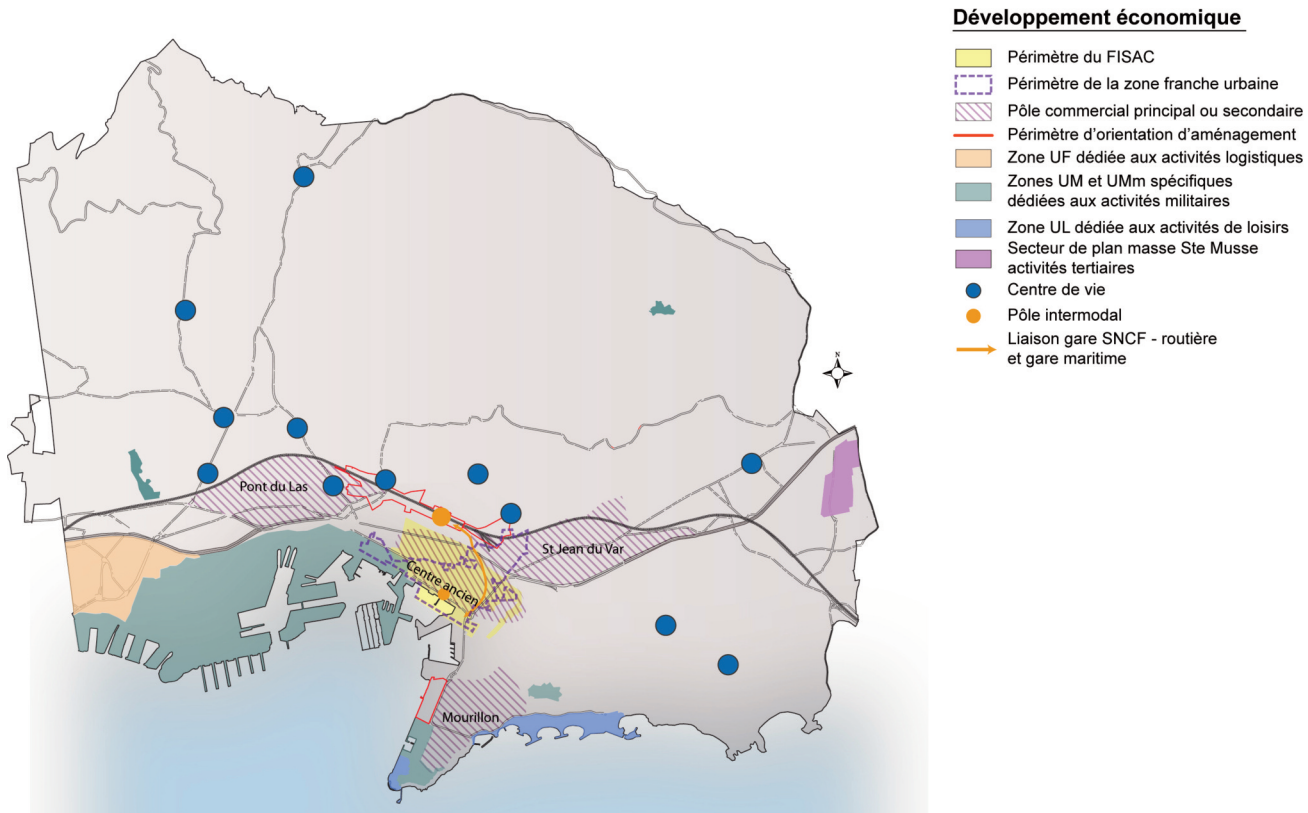 Développement économique
Périmètre du FISAC
Périmètre de la zone franche urbaine
Pôle commercial principal ou secondaire
Périmètre d'orientation d'aménagement
Zone UF dédiée aux activités logistiques
Zones UM et UMm spécifiques
dédiées aux activités militaires
Zone UL dédiée aux activités de loisirs
Secteur de plan masse Ste Musse
activités tertiaires
Centre de vie
Pôle intermodal
Liaison gare SNCF - routière
et gare maritime
N
Pont du Las
St Jean du Var
Centre ancien
Mourillon